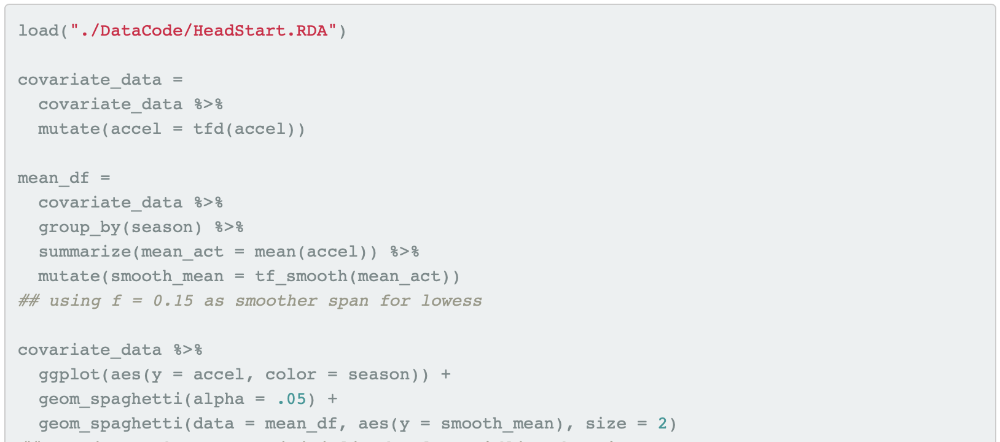 load("./DataCode/HeadStart.RDA")
covariate_data =
  covariate_data %>%
  mutate(accel = tfd(accel))
mean_df =
  covariate_data %>%
  group_by(season) %>%
  summarize(mean_act = mean(accel)) %>%
  mutate(smooth_mean = tf_smooth(mean_act))
## using f = 0.15 as smoother span for lowess
covariate_data %>%
  ggplot(aes(y = accel, color = season)) +
  geom_spaghetti(alpha = .05) +
  geom_spaghetti(data = mean_df, aes(y = smooth_mean), size = 2)